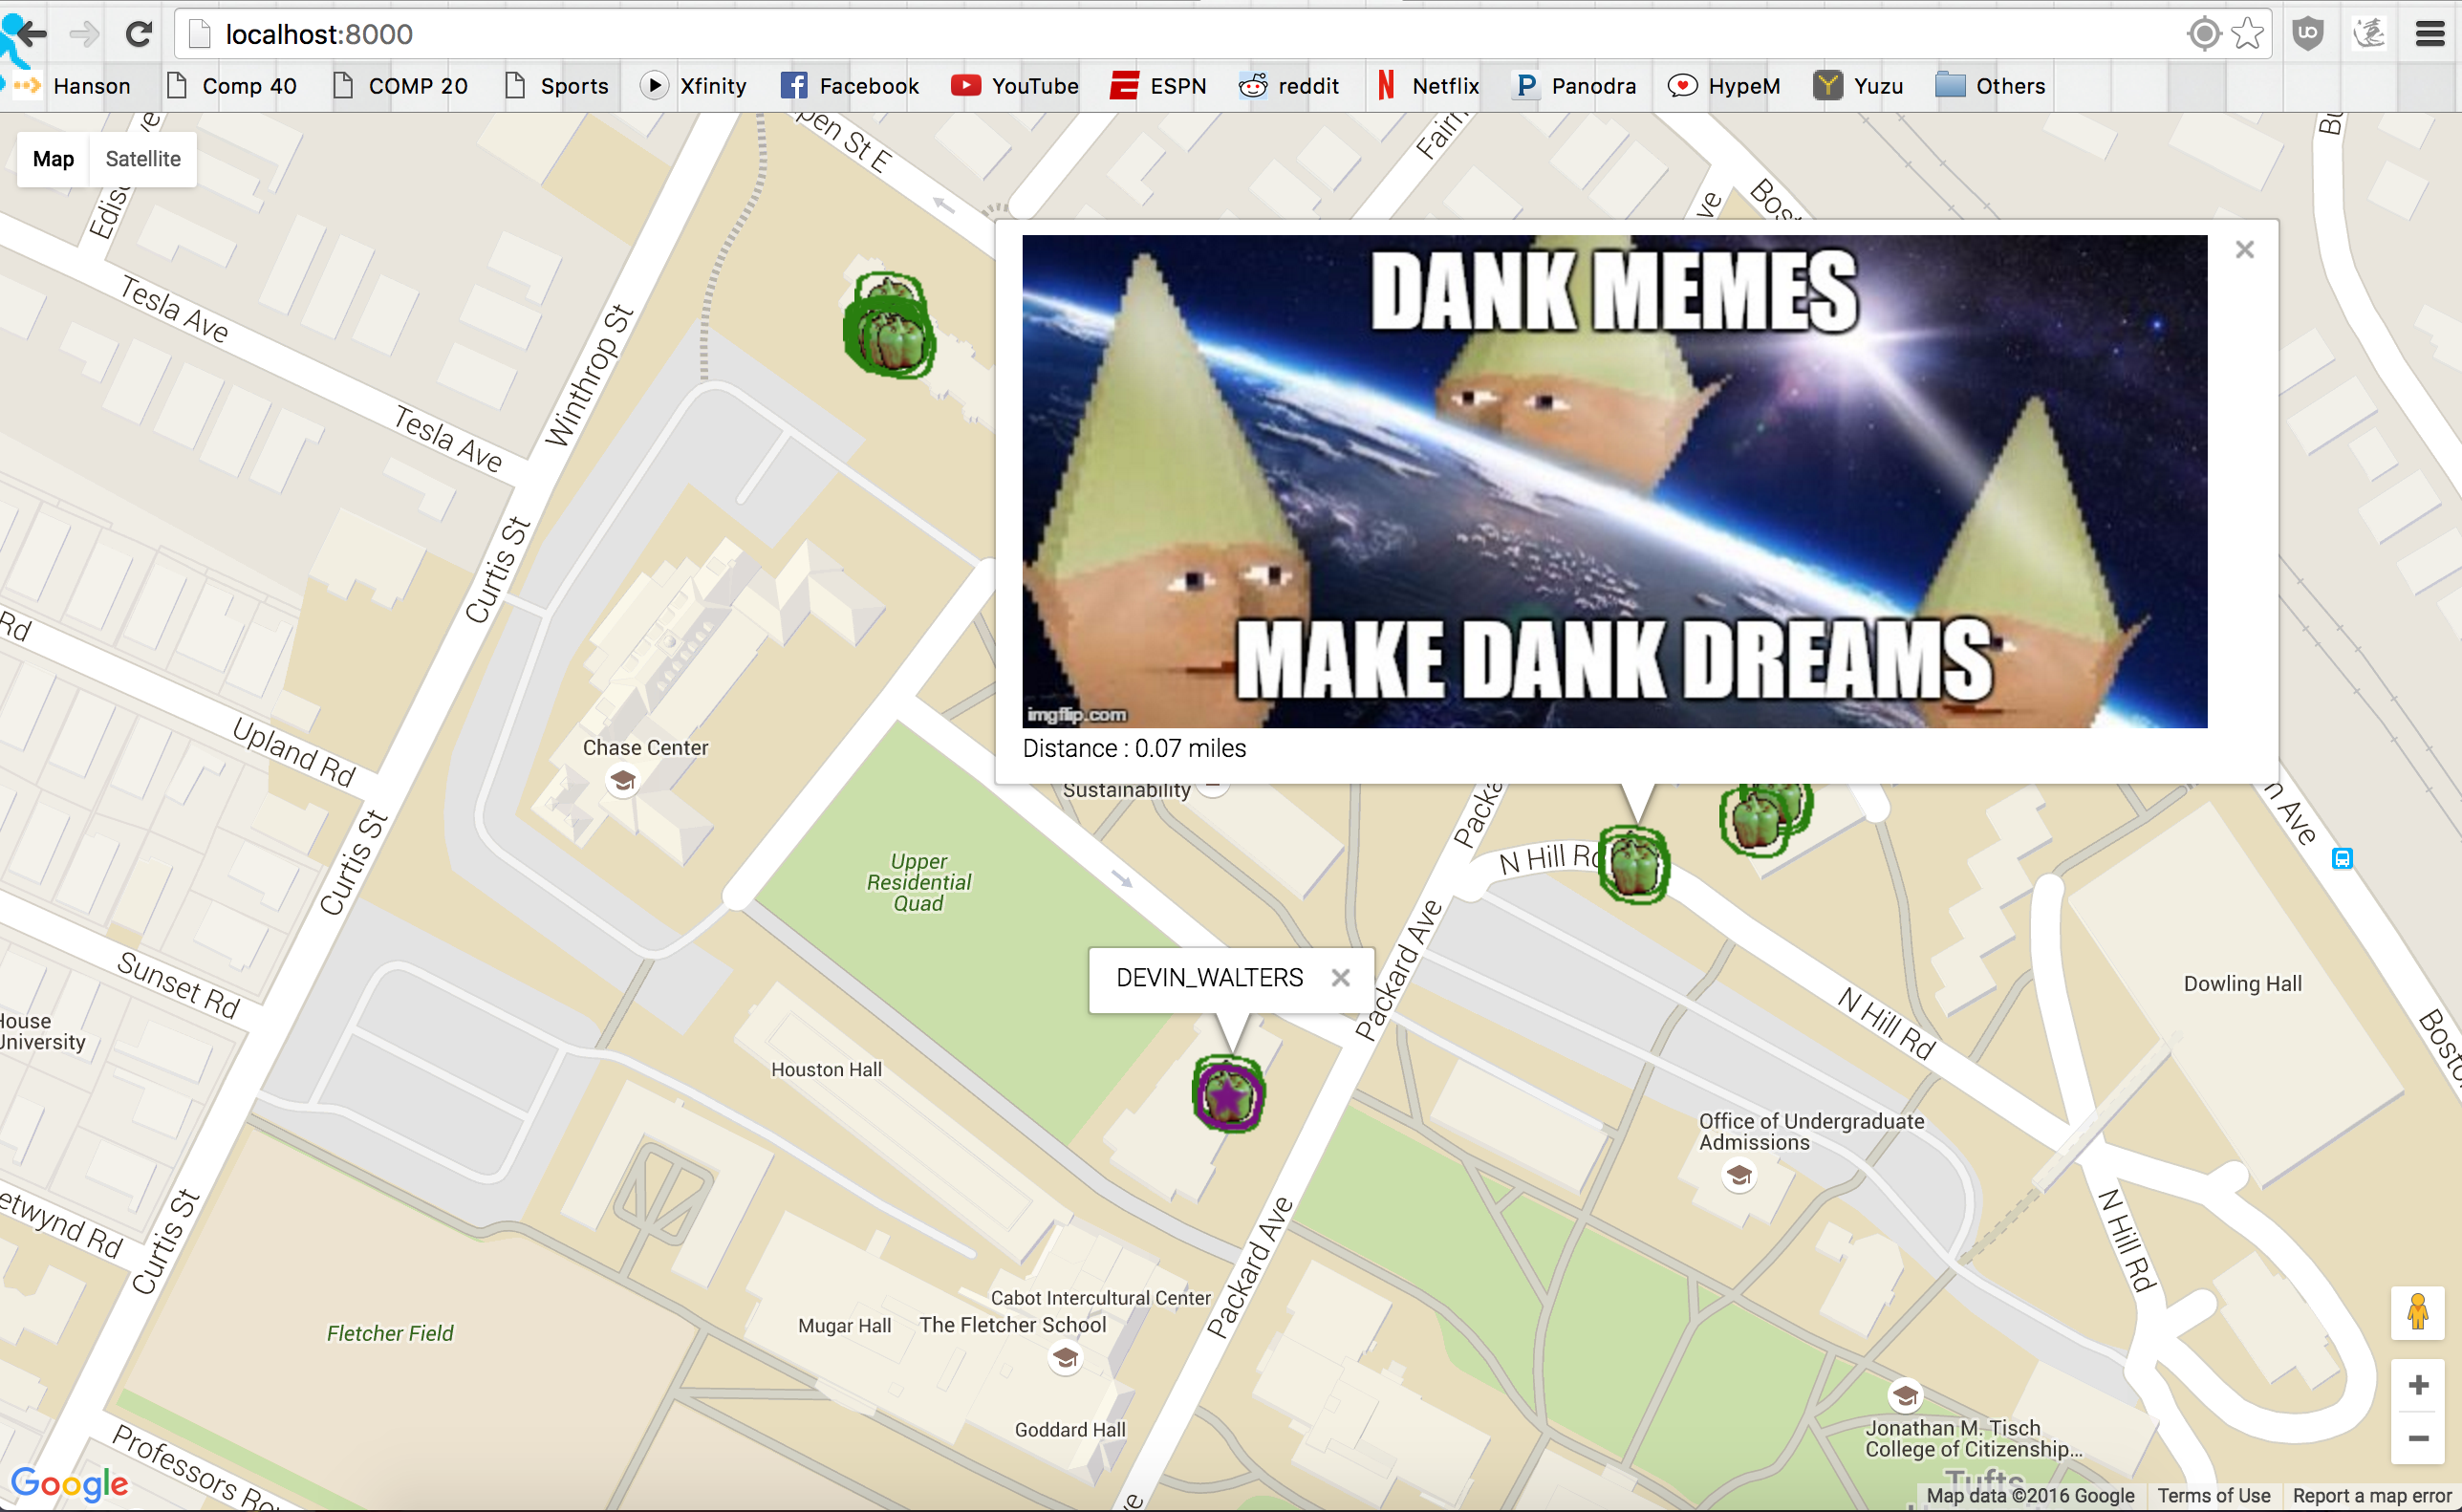 localhost:8000
Hanson
Comp 40
COMP 20
Sports
Xfinity
Facebook
YouTube
ESPN
reddit
Netflix
Panodra
HypeM
Yuzu
Others
Map
Satellite
pen St E
Tesla Ave
Tesla Ave
Winthrop St
Curtis St
Rd
Upland Rd
Curtis St
Sunset Rd
House
University
etwynd Rd
Curtis St
Fletcher Field
Professors Row
Google
DANK MEMES
MAKE DANK DREAMS
imgflip.com
Distance : 0.07 miles
Chase Center
Sustainability
Upper
Residential
Quad
N Hill Rd
n Ave
DEVIN_WALTERS
Packard Ave
N Hill Rd
Dowling Hall
Houston Hall
Office of Undergraduate
Admissions
N Hill Rd
Packard Ave
Cabot Intercultural Center
Mugar Hall
The Fletcher School
Goddard Hall
Jonathan M. Tisch
College of Citizenship...
Tufts
Map data ©2016 Google
Terms of Use
Report a map error